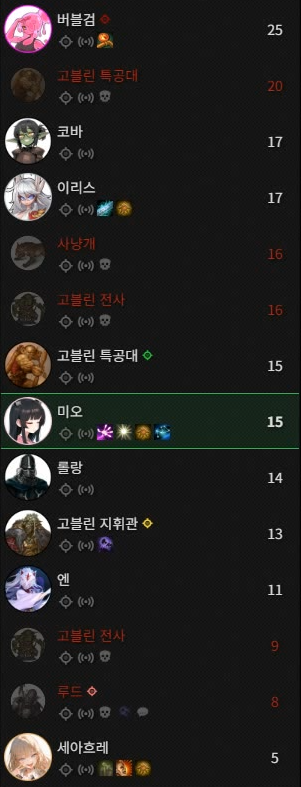 버블검
25
고블린 특공대
20
코바
17
이리스
17
사냥개
16
고블린 전사
16
고블린 특공대
15
미오
15
롤랑
14
고블린 지휘관
13
엔
11
고블린 전사
9
루드
8
세아흐레
5